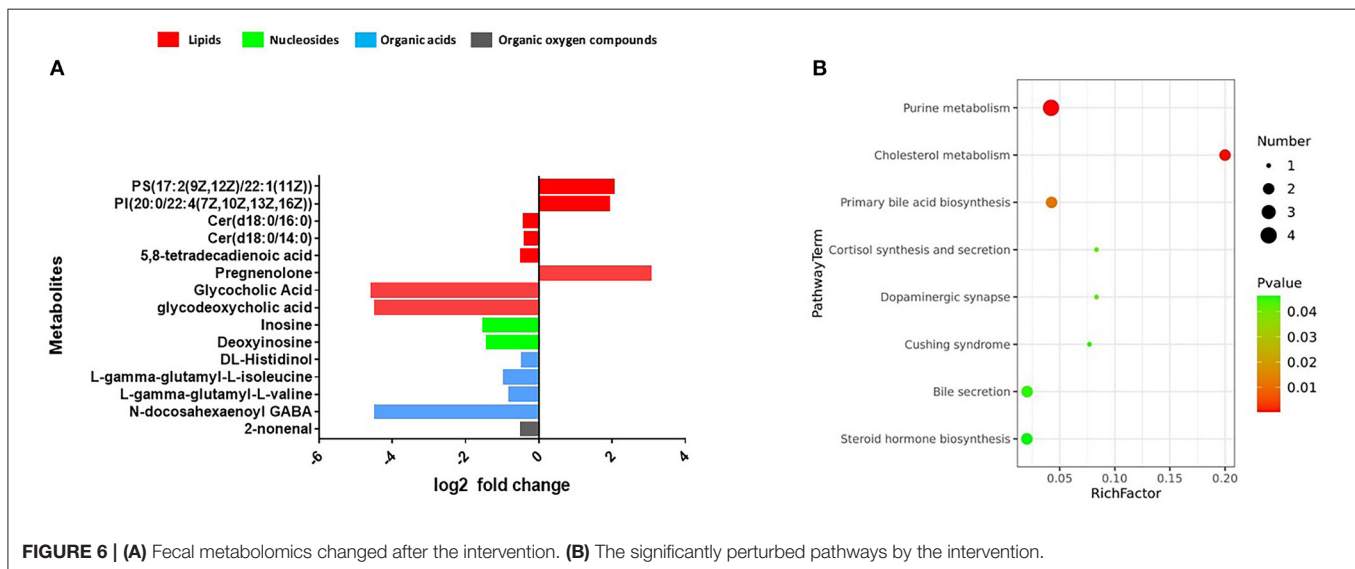 Lipids Nucleosides Organic acids Organic oxygen compounds
A
Metabolites
PS(17:2(9Z,12Z)/22:1(11Z))
PI(20:0/22:4(7Z,10Z,13Z,16Z))
Cer(d18:0/16:0)
Cer(d18:0/14:0)
5,8-tetradecadienoic acid
Pregnenolone
Glycocholic Acid
glycodeoxycholic acid
Inosine
Deoxyinosine
DL-Histidinol
L-gamma-glutamyl-L-isoleucine
L-gamma-glutamyl-L-valine
N-docosahexaenoyl GABA
2-nonenal
-6 -4 -2 0 2 4
log2 fold change
B
PathwayTerm
Purine metabolism
Cholesterol metabolism
Primary bile acid biosynthesis
Cortisol synthesis and secretion
Dopaminergic synapse
Cushing syndrome
Bile secretion
Steroid hormone biosynthesis
0.05 0.10 0.15 0.20
RichFactor
Number
1
2
3
4
Pvalue
0.04
0.03
0.02
0.01
FIGURE 6 | (A) Fecal metabolomics changed after the intervention. (B) The significantly perturbed pathways by the intervention.